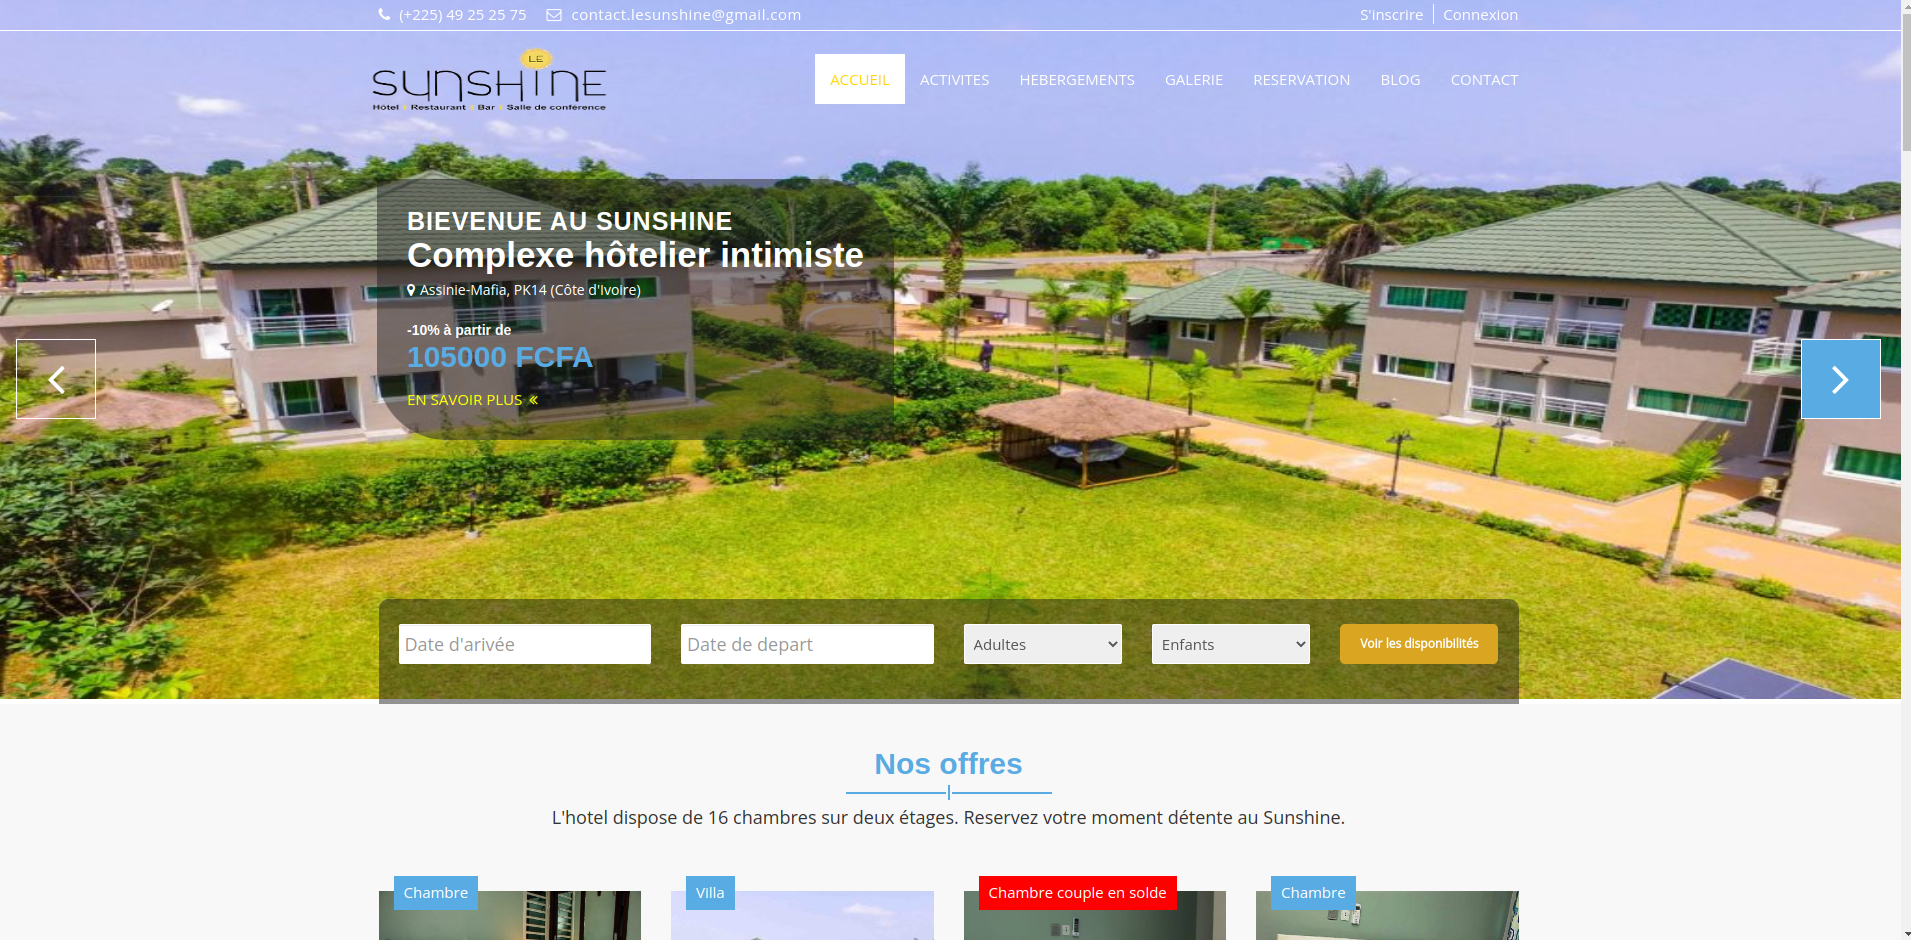 (+225) 49 25 25 75 contact.lesunshine@gmail.com S'inscrire Connexion
LE
SUNSHINE
Hôtel Restaurant Bar Salle de conférence
ACCUEIL ACTIVITES HEBERGEMENTS GALERIE RESERVATION BLOG CONTACT
BIEVENUE AU SUNSHINE
Complexe hôtelier intimiste
Assinie-Mafia, PK14 (Côte d'Ivoire)
-10% à partir de
105000 FCFA
EN SAVOIR PLUS «
Date d'arivée Date de depart Adultes Enfants Voir les disponibilités
Nos offres
L'hotel dispose de 16 chambres sur deux étages. Reservez votre moment détente au Sunshine.
Chambre Villa Chambre couple en solde Chambre